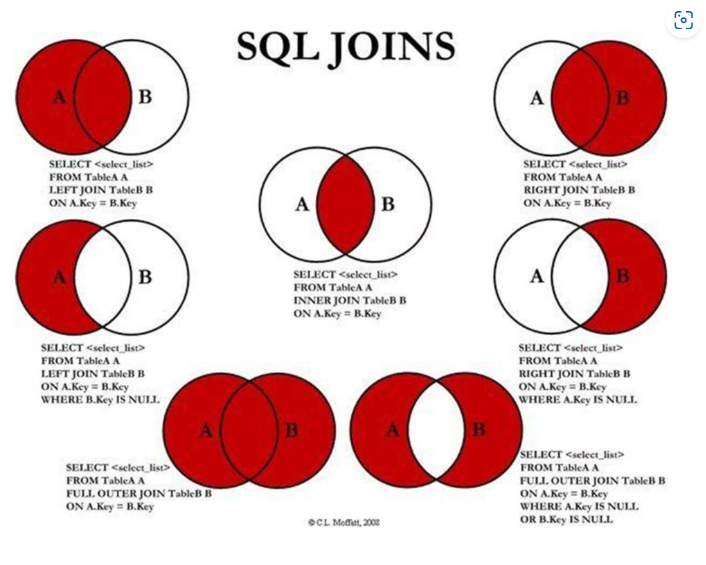 SQL JOINS
A B
SELECT <select_list>
FROM TableA A
LEFT JOIN TableB B
ON A.Key = B.Key
A B
SELECT <select_list>
FROM TableA A
RIGHT JOIN TableB B
ON A.Key = B.Key
A B
SELECT <select_list>
FROM TableA A
INNER JOIN TableB B
ON A.Key = B.Key
A B
SELECT <select_list>
FROM TableA A
LEFT JOIN TableB B
ON A.Key = B.Key
WHERE B.Key IS NULL
A B
SELECT <select_list>
FROM TableA A
RIGHT JOIN TableB B
ON A.Key = B.Key
WHERE A.Key IS NULL
A B
SELECT <select_list>
FROM TableA A
FULL OUTER JOIN TableB B
ON A.Key = B.Key
A B
SELECT <select_list>
FROM TableA A
FULL OUTER JOIN TableB B
ON A.Key = B.Key
WHERE A.Key IS NULL
OR B.Key IS NULL
© C.L. Moffatt, 2008